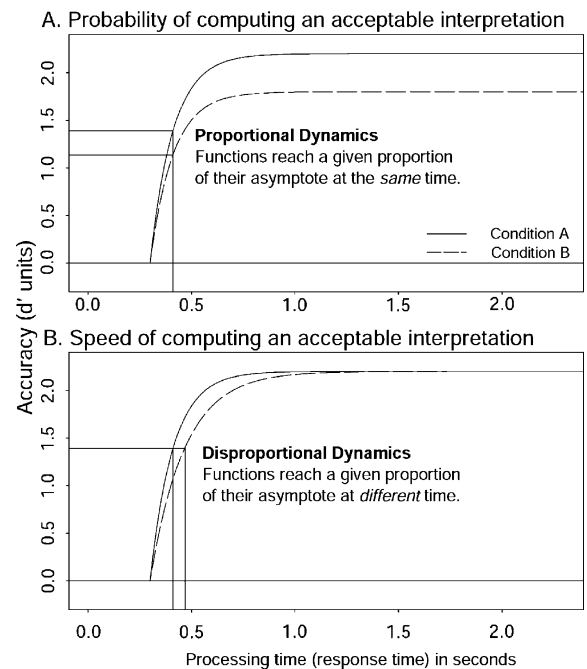 A. Probability of computing an acceptable interpretation
2.0
1.5
1.0
0.5
0.0
Proportional Dynamics
Functions reach a given proportion
of their asymptote at the same time.
Condition A
Condition B
0.0 0.5 1.0 1.5 2.0
Accuracy (d′ units)
B. Speed of computing an acceptable interpretation
2.0
1.5
1.0
0.5
0.0
Disproportional Dynamics
Functions reach a given proportion
of their asymptote at different time.
0.0 0.5 1.0 1.5 2.0
Processing time (response time) in seconds